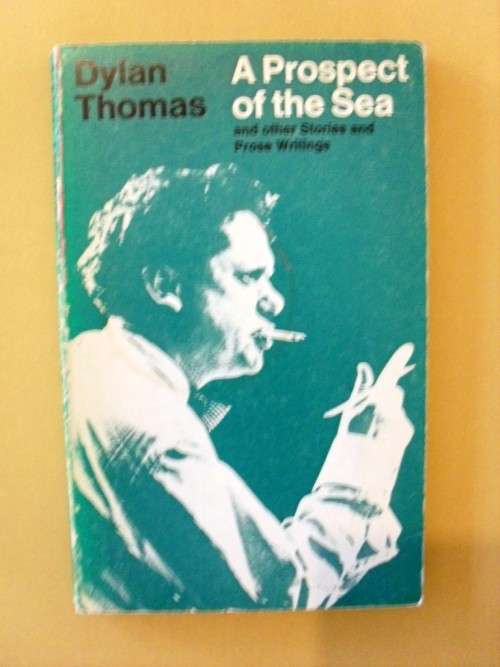 Dylan
Thomas
A Prospect
of the Sea
and other Stories and
Prose Writings